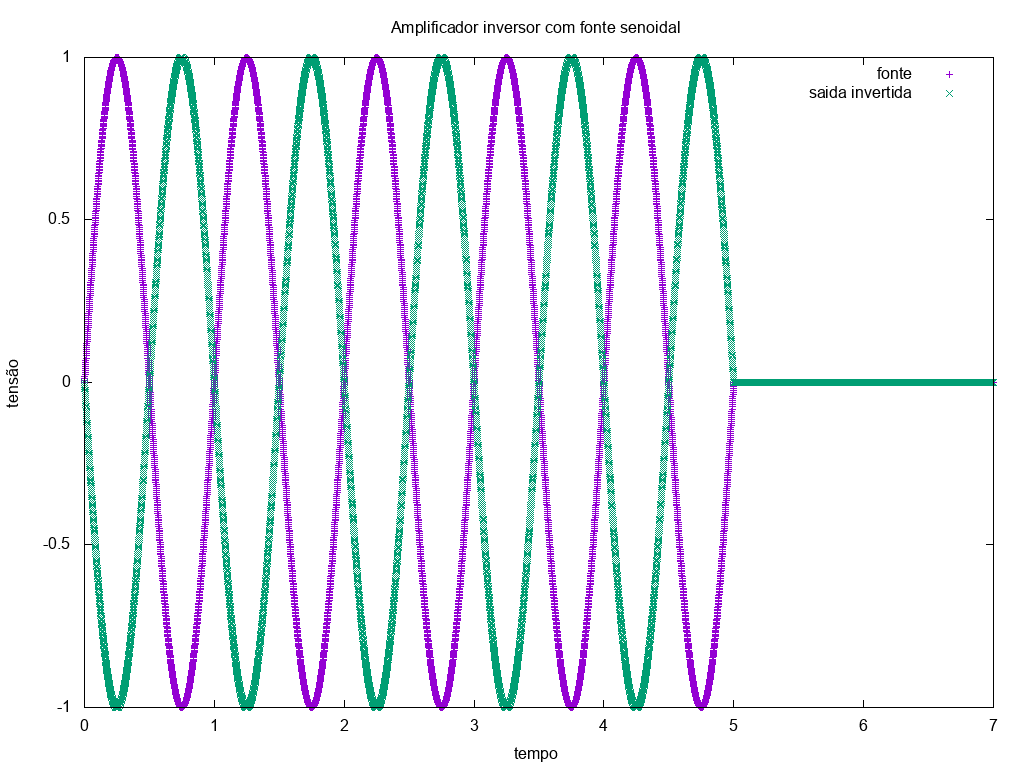 Amplificador inversor com fonte senoidal
fonte
saida invertida
1
0.5
0
-0.5
-1
tensão
0 1 2 3 4 5 6 7
tempo